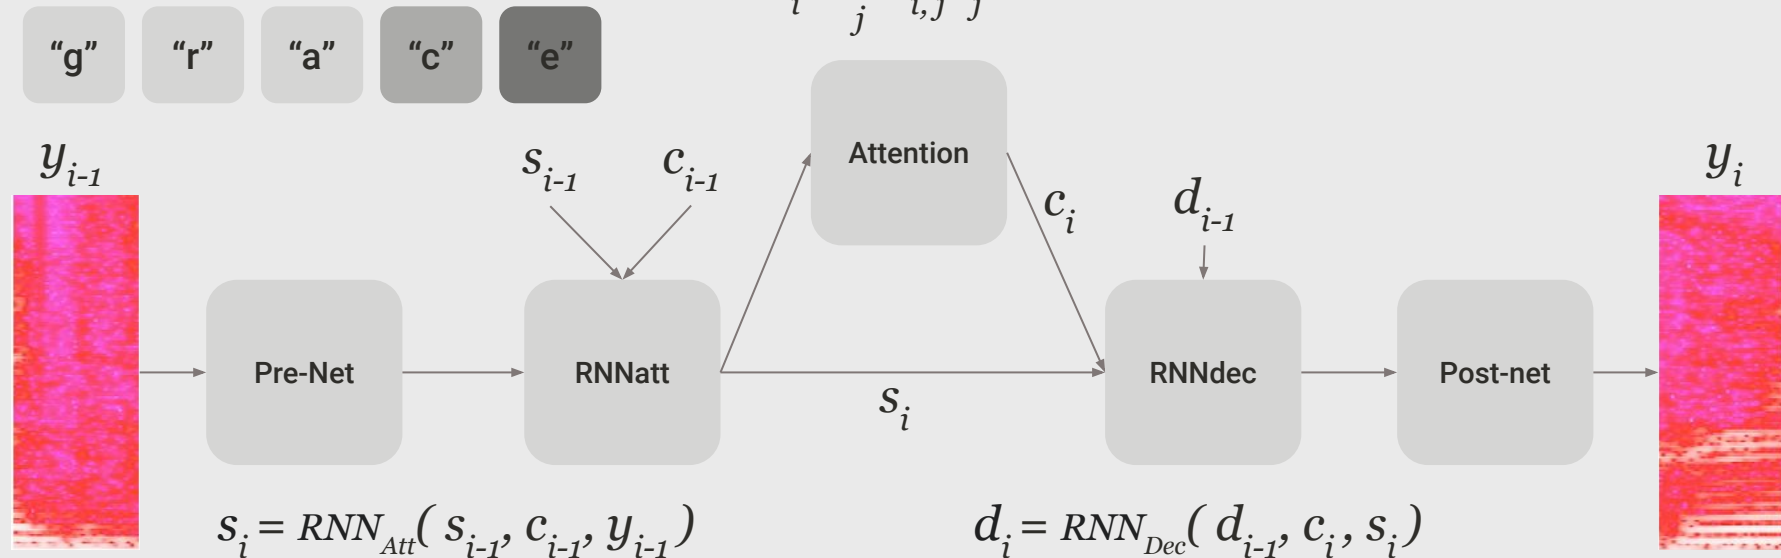 “g” “r” “a” “c” “e”
Attention
y_{i-1} s_{i-1} c_{i-1} c_i d_{i-1} y_i
Pre-Net RNNatt RNNdec Post-net
s_i
s_i = RNN_{Att}( s_{i-1}, c_{i-1}, y_{i-1} ) d_i = RNN_{Dec}( d_{i-1}, c_i, s_i )